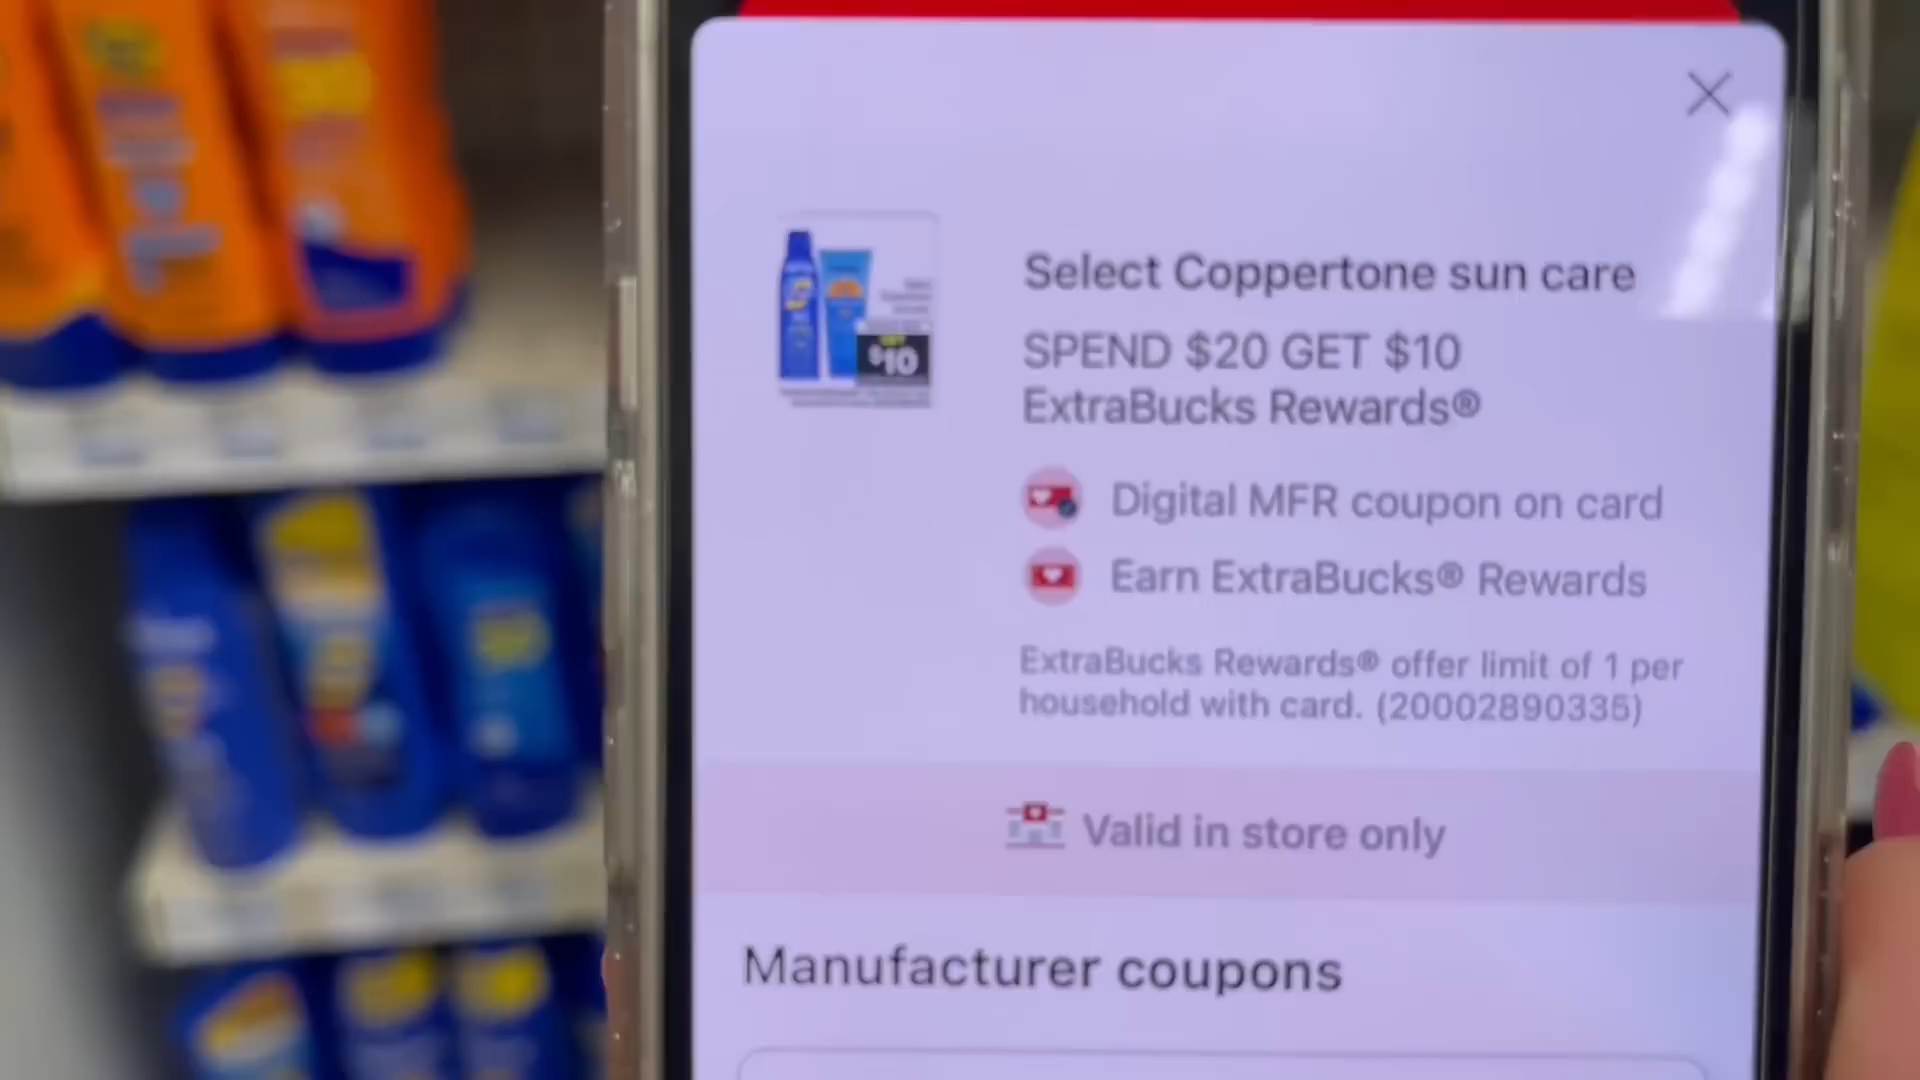 Select Coppertone sun care
SPEND $20 GET $10
ExtraBucks Rewards®
$10
Digital MFR coupon on card
Earn ExtraBucks® Rewards
ExtraBucks Rewards® offer limit of 1 per
household with card. (20002890335)
Valid in store only
Manufacturer coupons